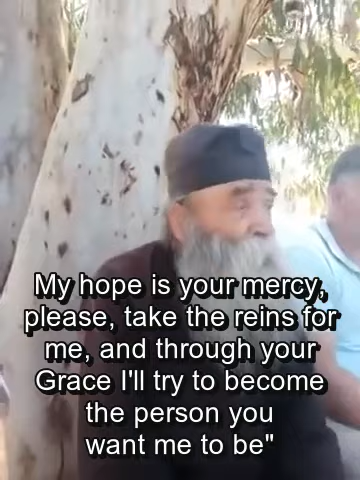 My hope is your mercy,
please, take the reins for
me, and through your
Grace I'll try to become
the person you
want me to be"